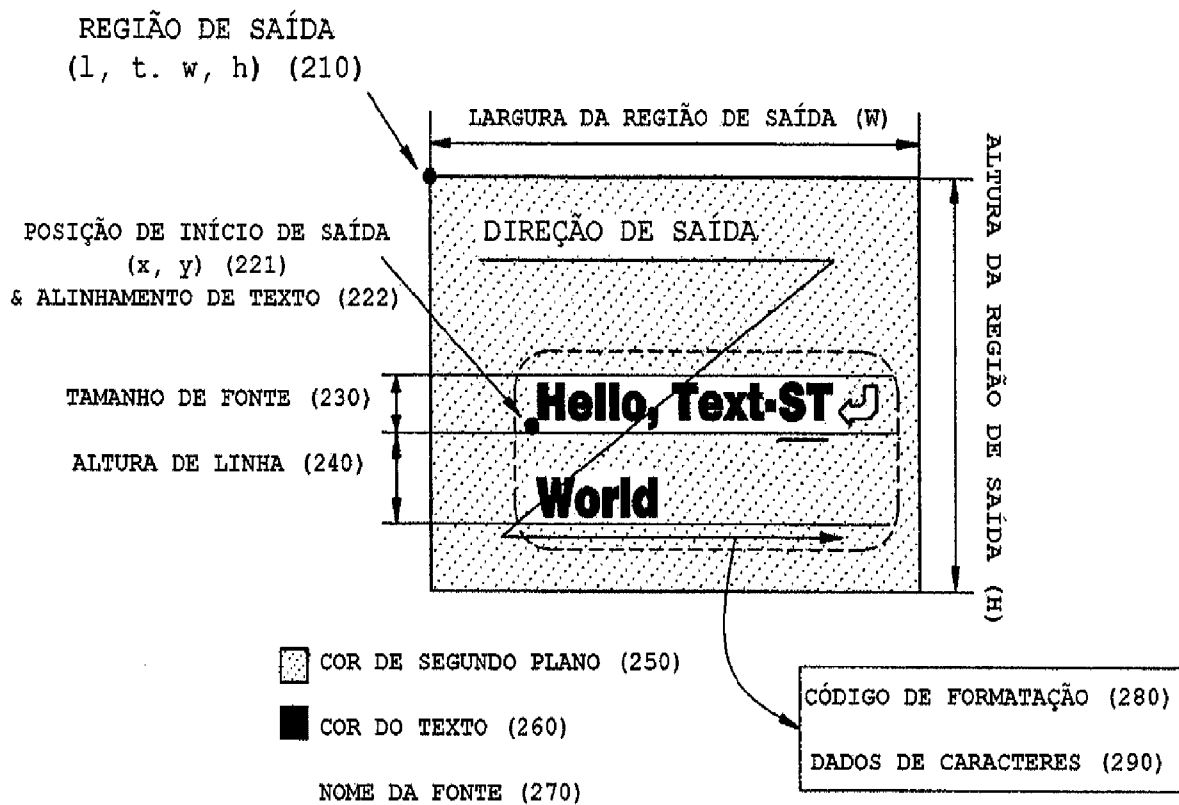 REGIÃO DE SAÍDA
(l, t. w, h) (210)
LARGURA DA REGIÃO DE SAÍDA (W)
ALTURA DA REGIÃO DE SAÍDA (H)
POSIÇÃO DE INÍCIO DE SAÍDA
(x, y) (221)
& ALINHAMENTO DE TEXTO (222)
DIREÇÃO DE SAÍDA
TAMANHO DE FONTE (230)
Hello, Text-ST
ALTURA DE LINHA (240)
World
COR DE SEGUNDO PLANO (250)
COR DO TEXTO (260)
NOME DA FONTE (270)
CÓDIGO DE FORMATAÇÃO (280)
DADOS DE CARACTERES (290)